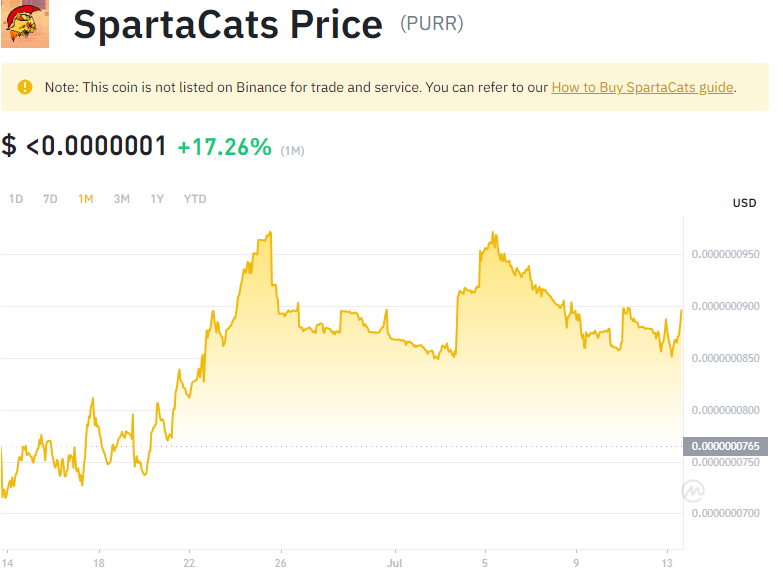 SpartaCats Price (PURR)
Note: This coin is not listed on Binance for trade and service. You can refer to our How to Buy SpartaCats guide.
$ <0.0000001 +17.26% (1M)
1D 7D 1M 3M 1Y YTD
USD
0.0000000950
0.0000000900
0.0000000850
0.0000000800
0.0000000765
0.0000000750
0.0000000700
14 18 22 26 Jul 5 9 13